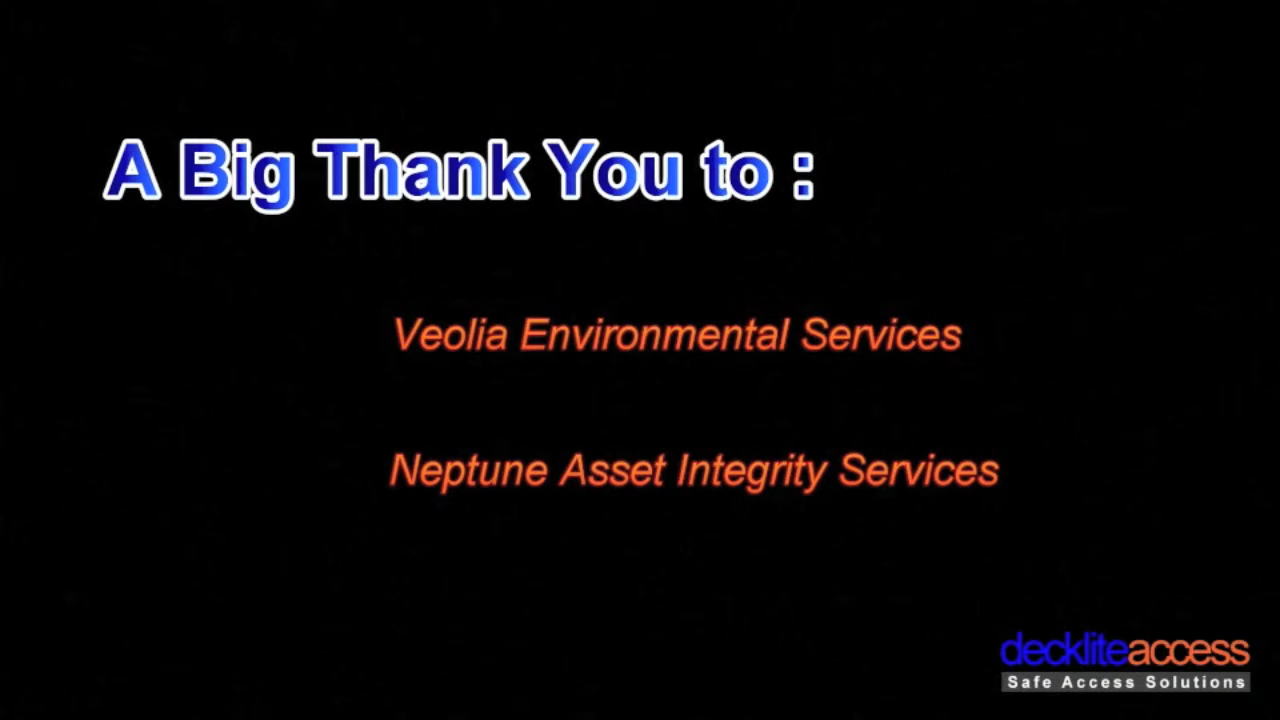 A Big Thank You to :
Veolia Environmental Services
Neptune Asset Integrity Services
deckliteaccess
Safe Access Solutions